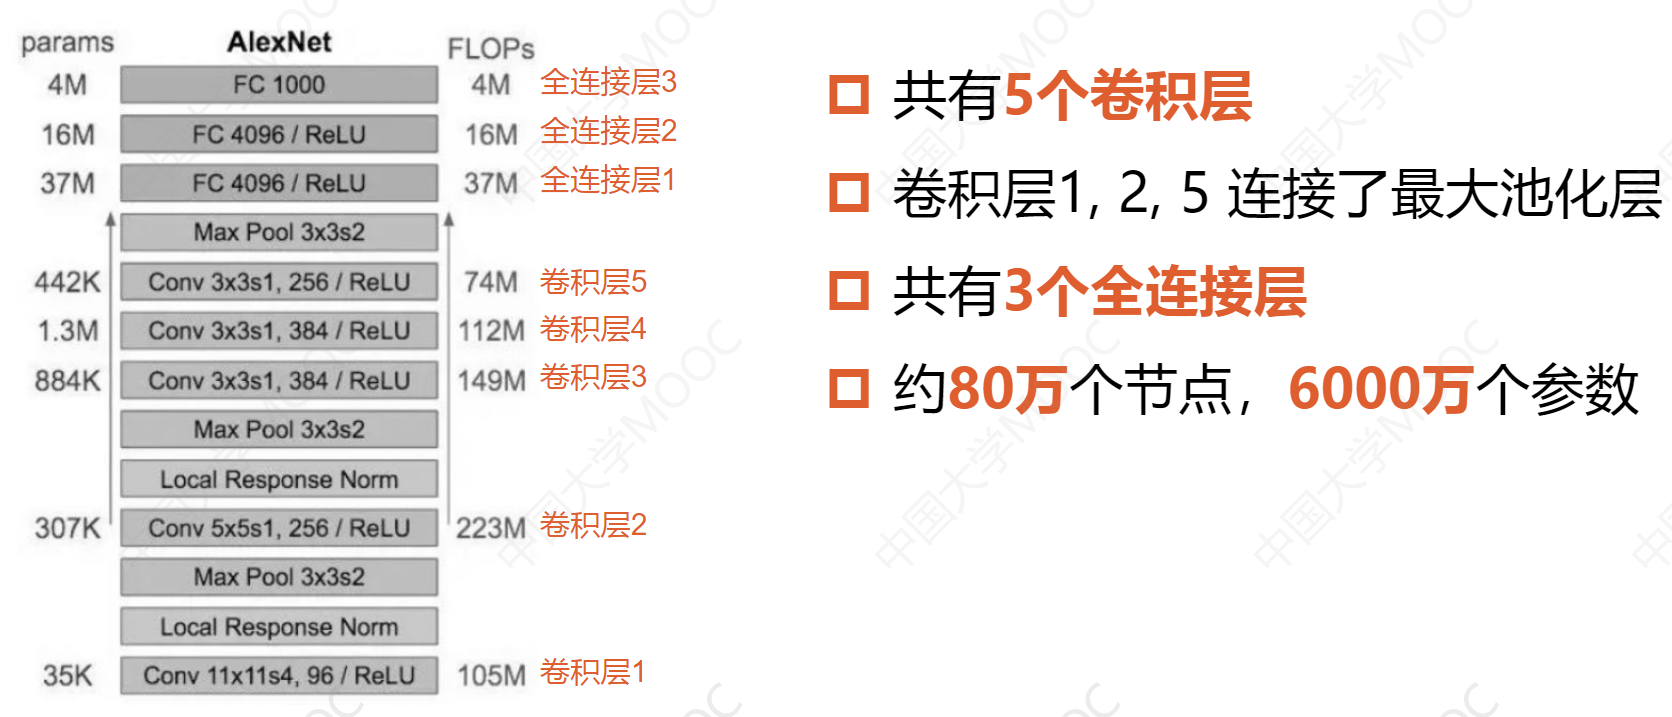 params AlexNet FLOPs
4M FC 1000 4M 全连接层3
16M FC 4096 / ReLU 16M 全连接层2
37M FC 4096 / ReLU 37M 全连接层1
Max Pool 3x3s2
442K Conv 3x3s1, 256 / ReLU 74M 卷积层5
1.3M Conv 3x3s1, 384 / ReLU 112M 卷积层4
884K Conv 3x3s1, 384 / ReLU 149M 卷积层3
Max Pool 3x3s2
Local Response Norm
307K Conv 5x5s1, 256 / ReLU 223M 卷积层2
Max Pool 3x3s2
Local Response Norm
35K Conv 11x11s4, 96 / ReLU 105M 卷积层1
共有5个卷积层
卷积层1, 2, 5 连接了最大池化层
共有3个全连接层
约80万个节点，6000万个参数
中国大学MOOC